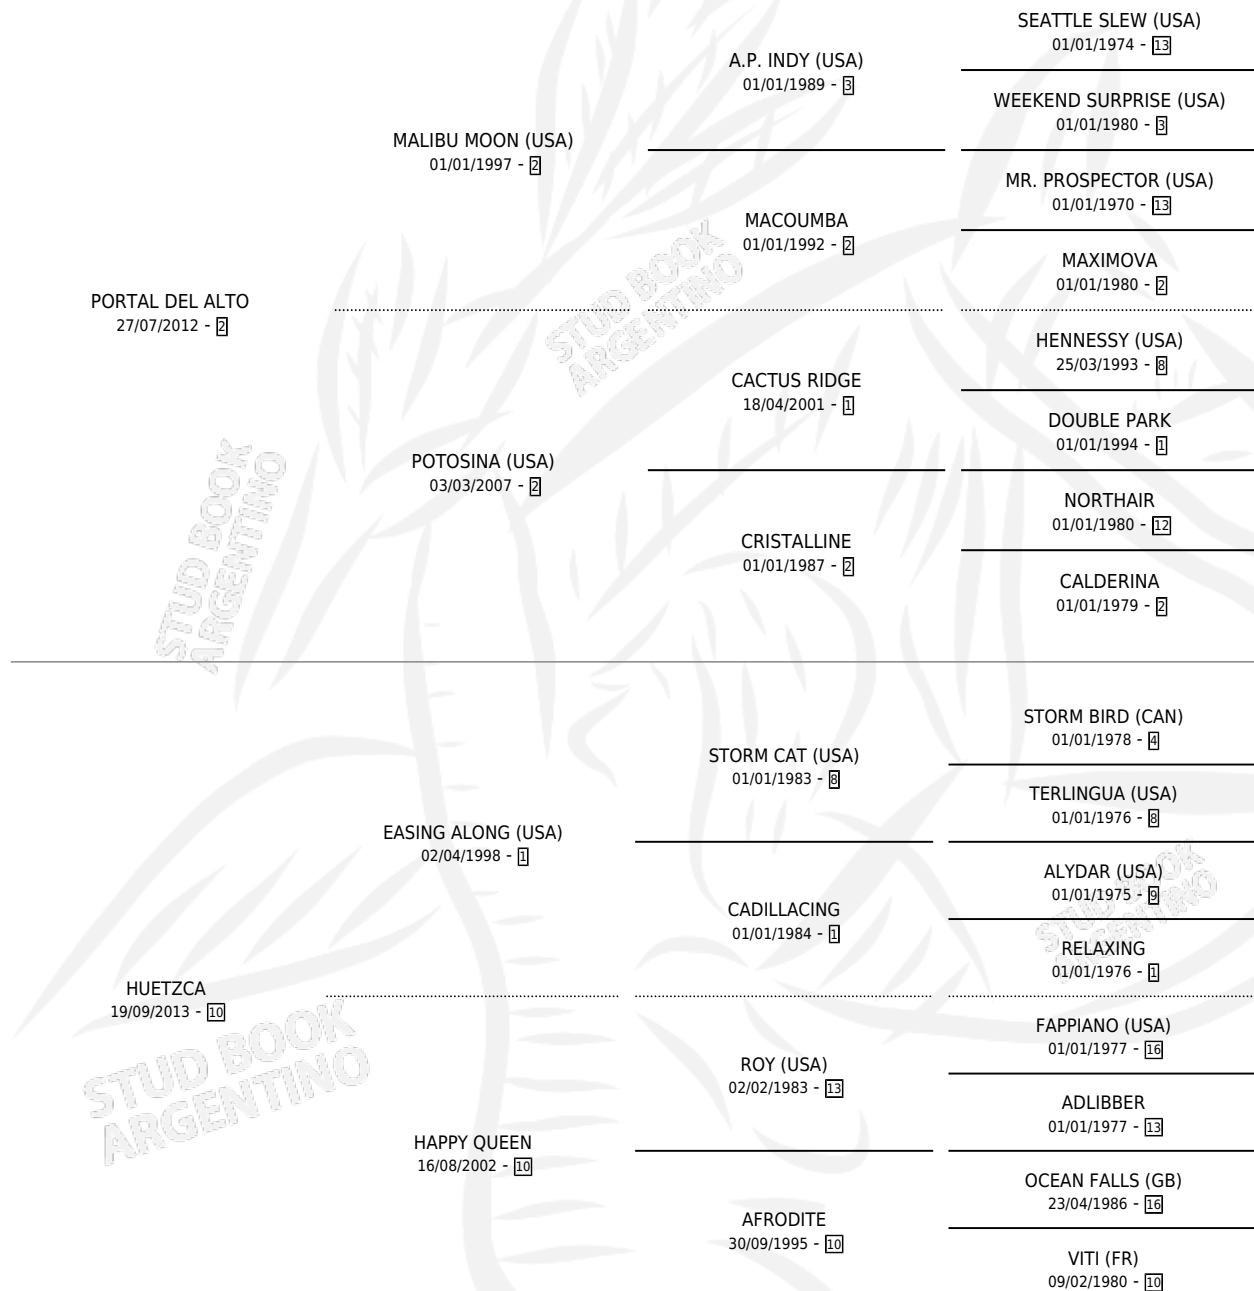 SEATTLE SLEW (USA)
01/01/1974 - 13
A.P. INDY (USA)
01/01/1989 - 3
WEEKEND SURPRISE (USA)
01/01/1980 - 3
MALIBU MOON (USA)
01/01/1997 - 2
MR. PROSPECTOR (USA)
01/01/1970 - 13
MACOUMBA
01/01/1992 - 2
MAXIMOVA
01/01/1980 - 2
PORTAL DEL ALTO
27/07/2012 - 2
HENNESSY (USA)
25/03/1993 - 8
CACTUS RIDGE
18/04/2001 - 1
DOUBLE PARK
01/01/1994 - 1
POTOSINA (USA)
03/03/2007 - 2
NORTHAIR
01/01/1980 - 12
CRISTALLINE
01/01/1987 - 2
CALDERINA
01/01/1979 - 2
STORM BIRD (CAN)
01/01/1978 - 4
STORM CAT (USA)
01/01/1983 - 8
TERLINGUA (USA)
01/01/1976 - 8
EASING ALONG (USA)
02/04/1998 - 1
ALYDAR (USA)
01/01/1975 - 9
CADILLACING
01/01/1984 - 1
RELAXING
01/01/1976 - 1
HUETZCA
19/09/2013 - 10
FAPPIANO (USA)
01/01/1977 - 16
ROY (USA)
02/02/1983 - 13
ADLIBBER
01/01/1977 - 13
HAPPY QUEEN
16/08/2002 - 10
OCEAN FALLS (GB)
23/04/1986 - 16
AFRODITE
30/09/1995 - 10
VITI (FR)
09/02/1980 - 10
STUD BOOK
ARGENTINO
STUD BOOK
ARGENTINO
STUD BOOK
ARGENTINO
STUD BOOK
ARGENTINO